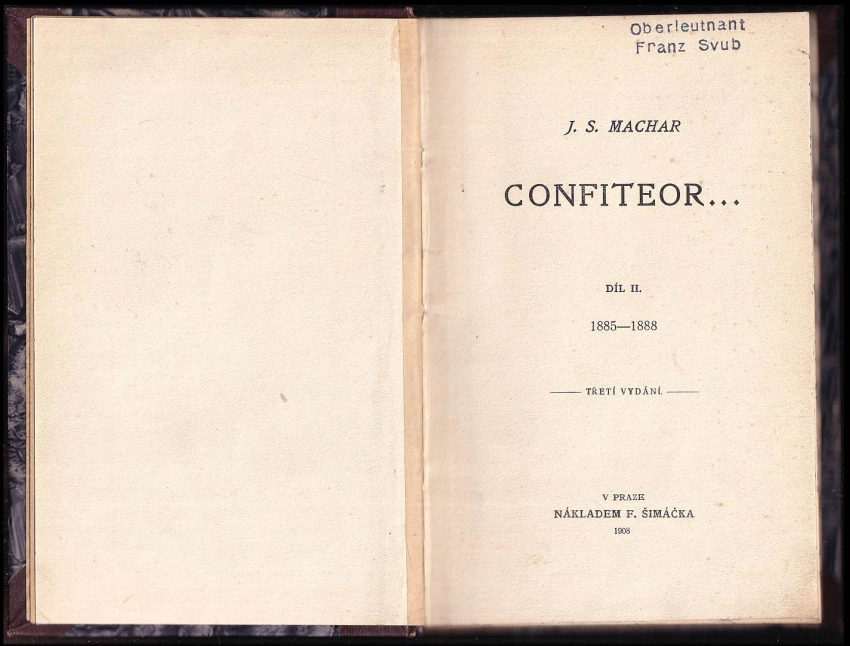 Oberleutnant
Franz Svub
J. S. MACHAR
CONFITEOR...
DÍL II.
1885—1888
TŘETÍ VYDÁNÍ.
V PRAZE
NÁKLADEM F. ŠIMÁČKA
1908